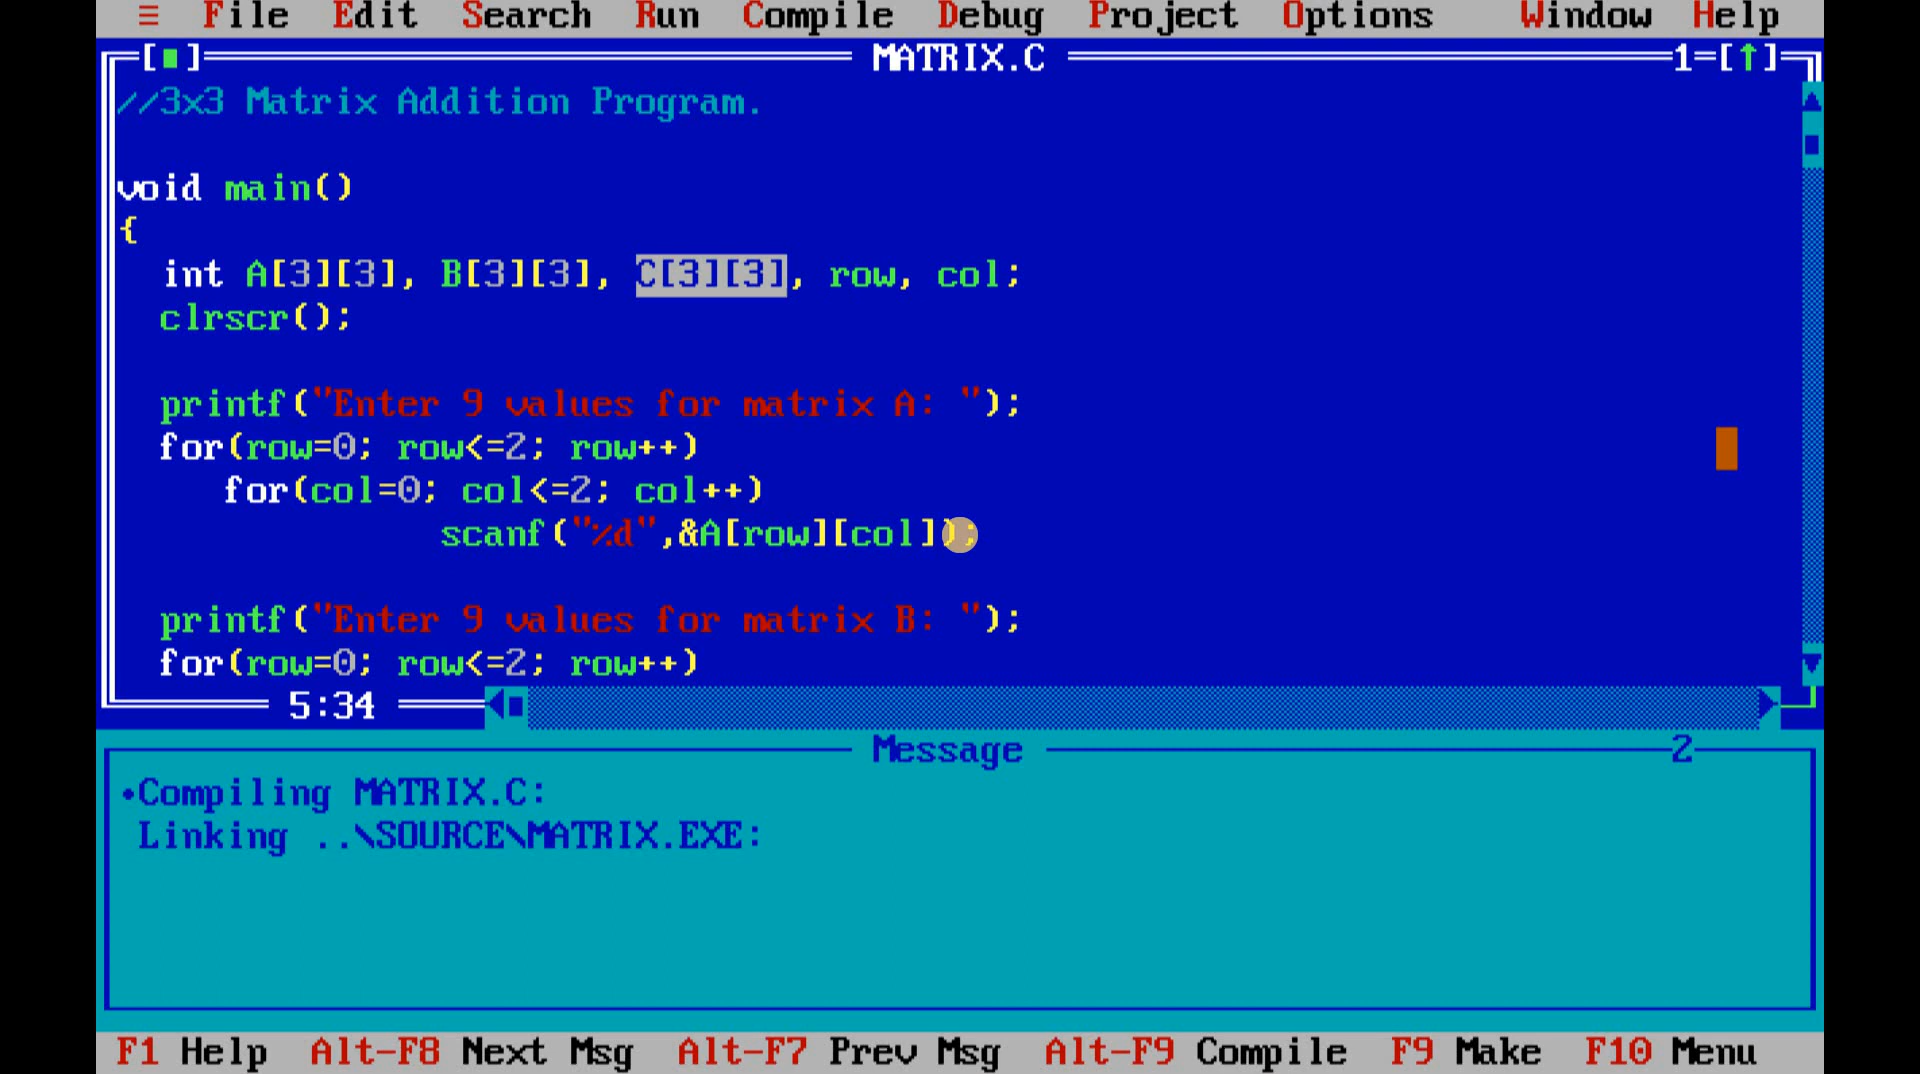 ≡ File Edit Search Run Compile Debug Project Options Window Help
[■] MATRIX.C 1=[↑]
//3x3 Matrix Addition Program.
void main()
{
int A[3][3], B[3][3], C[3][3], row, col;
clrscr();
printf("Enter 9 values for matrix A: ");
for(row=0; row<=2; row++)
for(col=0; col<=2; col++)
scanf("%d",&A[row][col]);
printf("Enter 9 values for matrix B: ");
for(row=0; row<=2; row++)
5:34
Message 2
•Compiling MATRIX.C:
Linking ..\SOURCE\MATRIX.EXE:
F1 Help Alt-F8 Next Msg Alt-F7 Prev Msg Alt-F9 Compile F9 Make F10 Menu